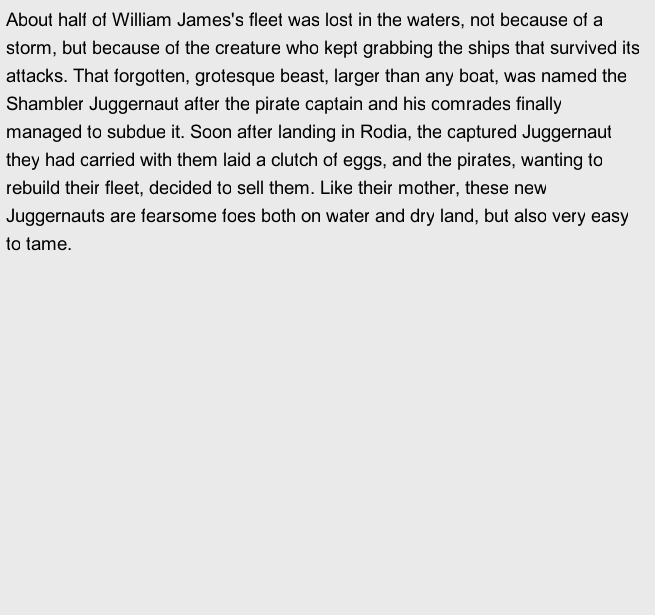 About half of William James's fleet was lost in the waters, not because of a
storm, but because of the creature who kept grabbing the ships that survived its
attacks. That forgotten, grotesque beast, larger than any boat, was named the
Shambler Juggernaut after the pirate captain and his comrades finally
managed to subdue it. Soon after landing in Rodia, the captured Juggernaut
they had carried with them laid a clutch of eggs, and the pirates, wanting to
rebuild their fleet, decided to sell them. Like their mother, these new
Juggernauts are fearsome foes both on water and dry land, but also very easy
to tame.